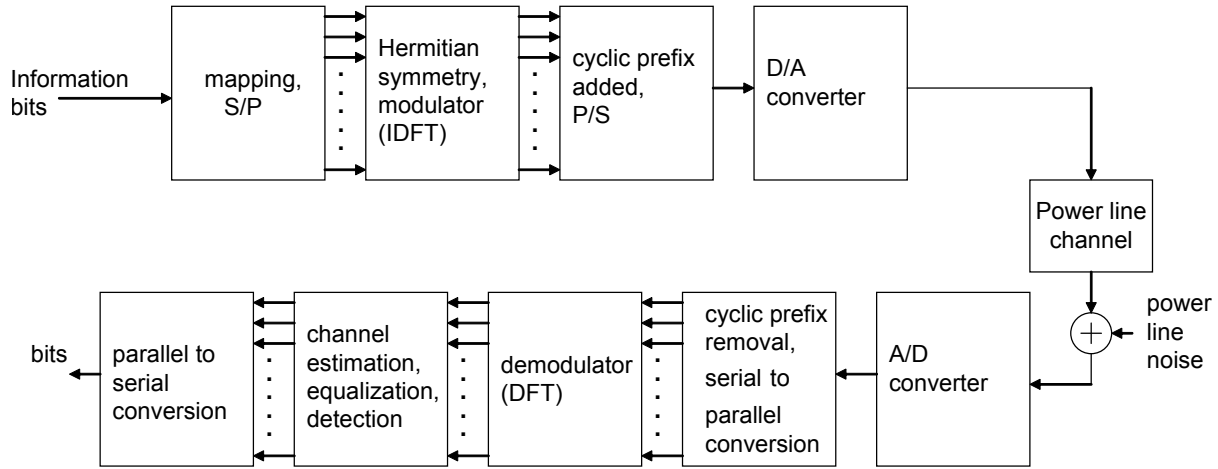 Information
bits
mapping,
S/P
Hermitian
symmetry,
modulator
(IDFT)
cyclic prefix
added,
P/S
D/A
converter
Power line
channel
power
line
noise
A/D
converter
cyclic prefix
removal,
serial to
parallel
conversion
demodulator
(DFT)
channel
estimation,
equalization,
detection
parallel to
serial
conversion
bits